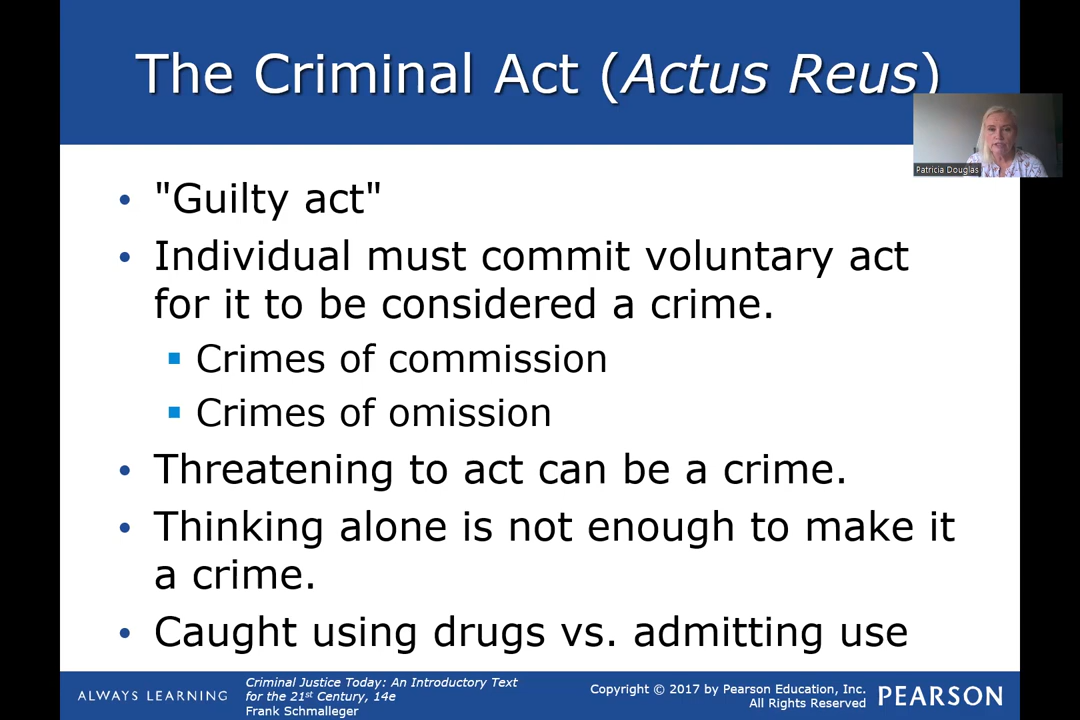 The Criminal Act (Actus Reus)
Patricia Douglas
• "Guilty act"
• Individual must commit voluntary act
for it to be considered a crime.
▪ Crimes of commission
▪ Crimes of omission
• Threatening to act can be a crime.
• Thinking alone is not enough to make it
a crime.
• Caught using drugs vs. admitting use
ALWAYS LEARNING
Criminal Justice Today: An Introductory Text
for the 21st Century, 14e
Frank Schmalleger
Copyright © 2017 by Pearson Education, Inc.
All Rights Reserved
PEARSON